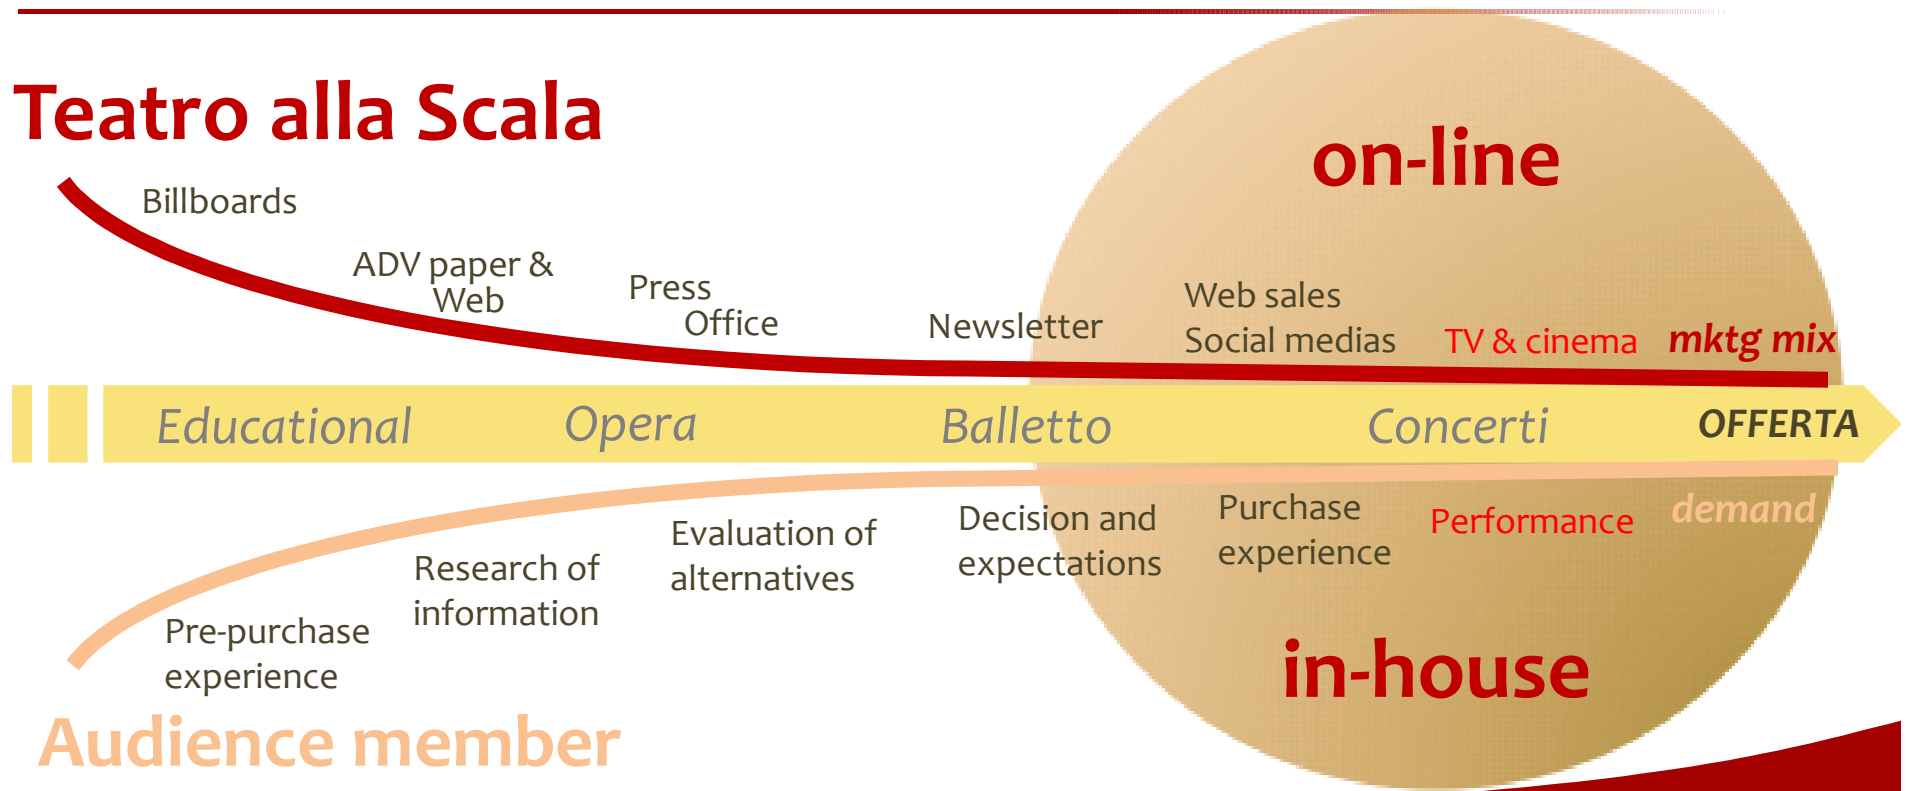 Teatro alla Scala
on-line
Billboards
ADV paper &
Web
Press
Office
Newsletter
Web sales
Social medias
TV & cinema
mktg mix
Educational
Opera
Balletto
Concerti
OFFERTA
Pre-purchase
experience
Research of
information
Evaluation of
alternatives
Decision and
expectations
Purchase
experience
Performance
demand
in-house
Audience member